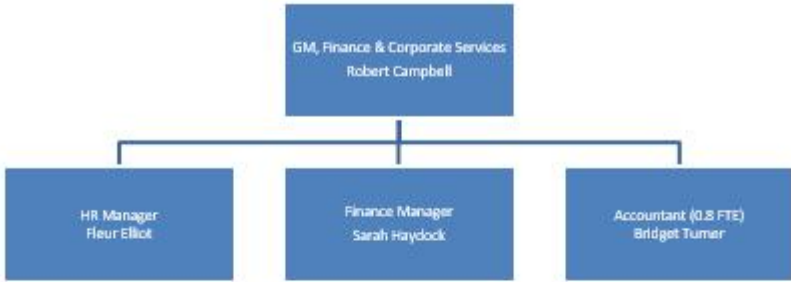 GM, Finance & Corporate Services
Robert Campbell
HR Manager
Fleur Elliot
Finance Manager
Sarah Haydock
Accountant (0.8 FTE)
Bridget Turner